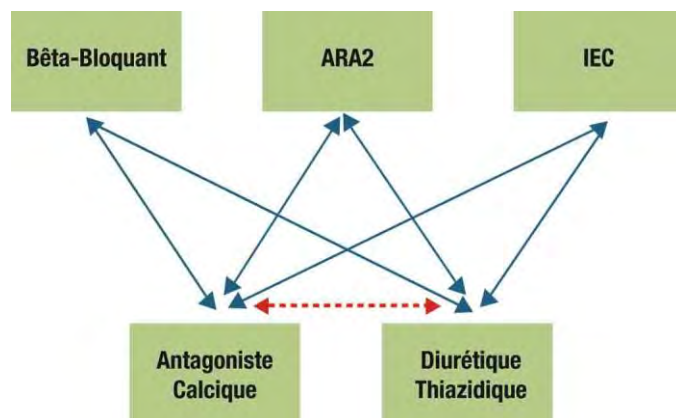 Bêta-Bloquant
ARA2
IEC
Antagoniste
Calcique
Diurétique
Thiazidique